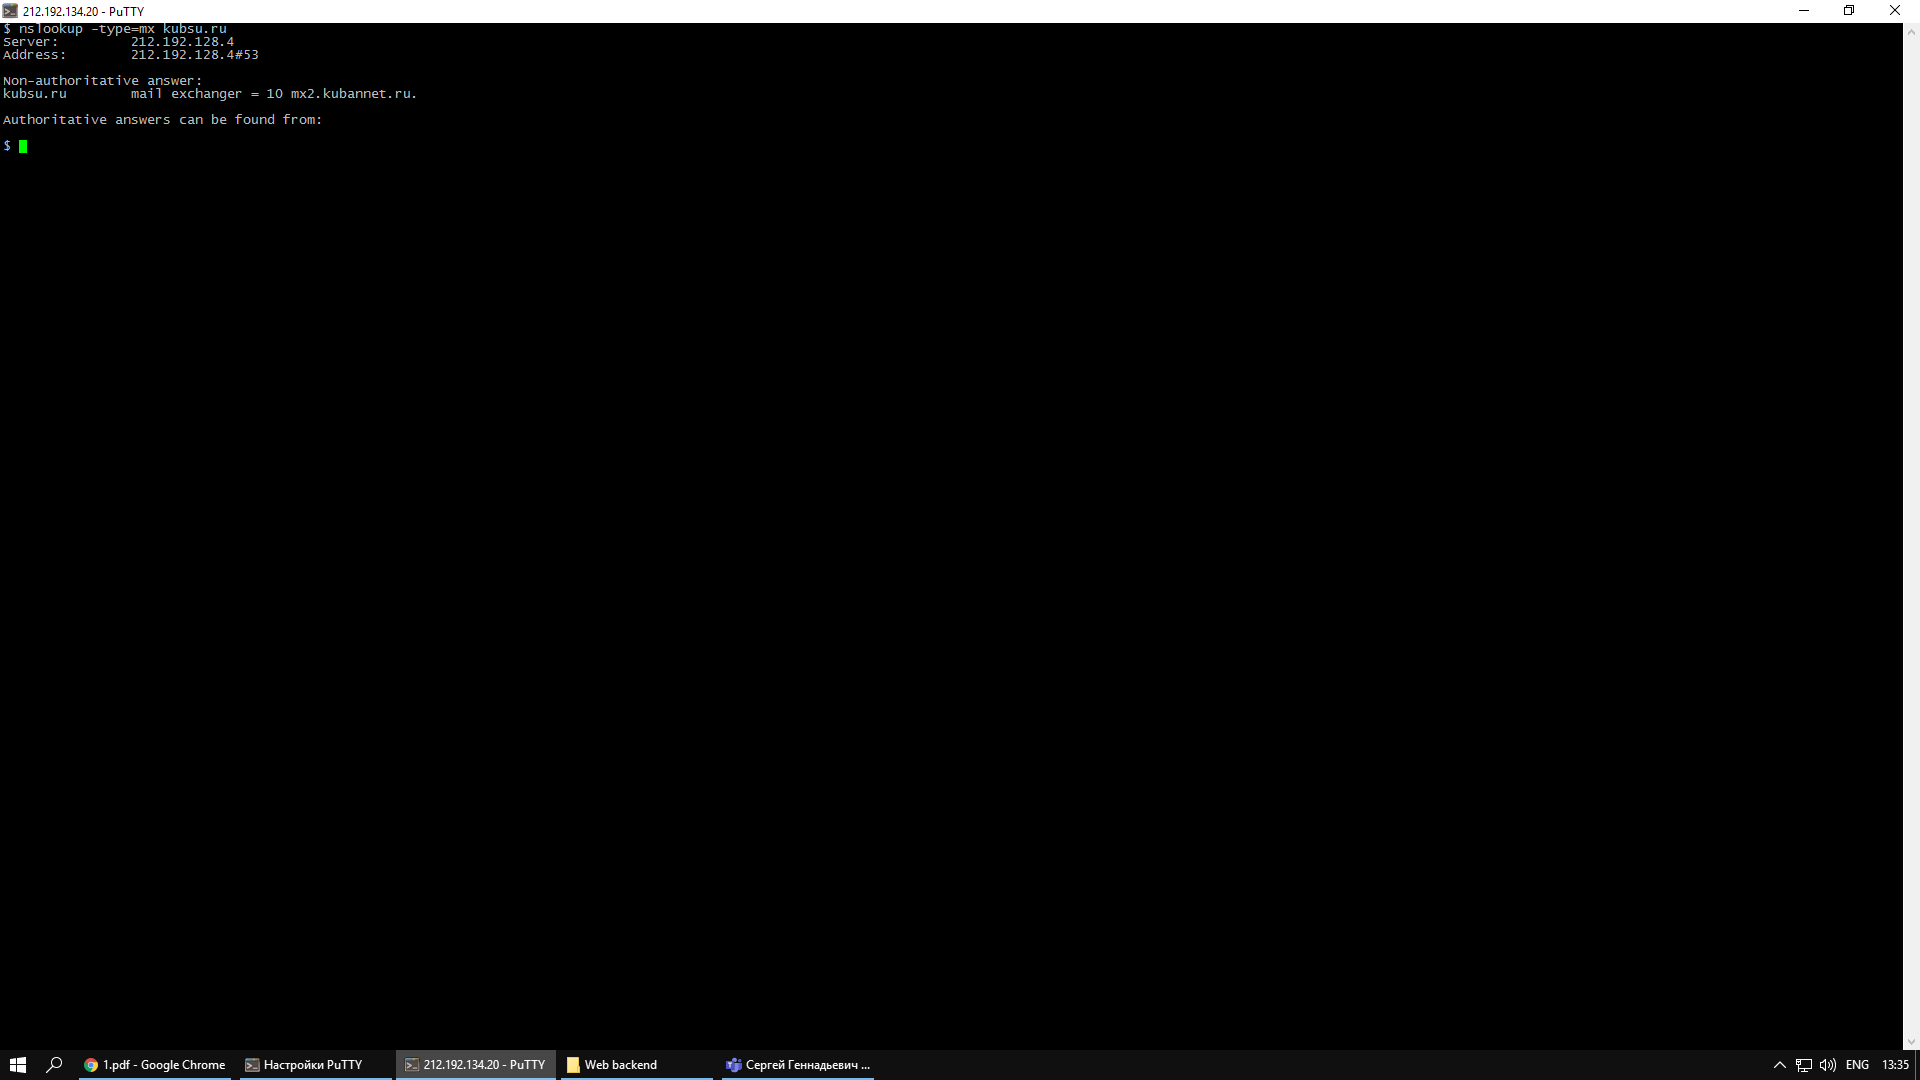 212.192.134.20 - PuTTY
$ nslookup -type=mx kubsu.ru
Server:         212.192.128.4
Address:        212.192.128.4#53
Non-authoritative answer:
kubsu.ru        mail exchanger = 10 mx2.kubannet.ru.
Authoritative answers can be found from:
$
1.pdf - Google Chrome
Настройки PuTTY
212.192.134.20 - PuTTY
Web backend
Сергей Геннадьевич ...
ENG
13:35